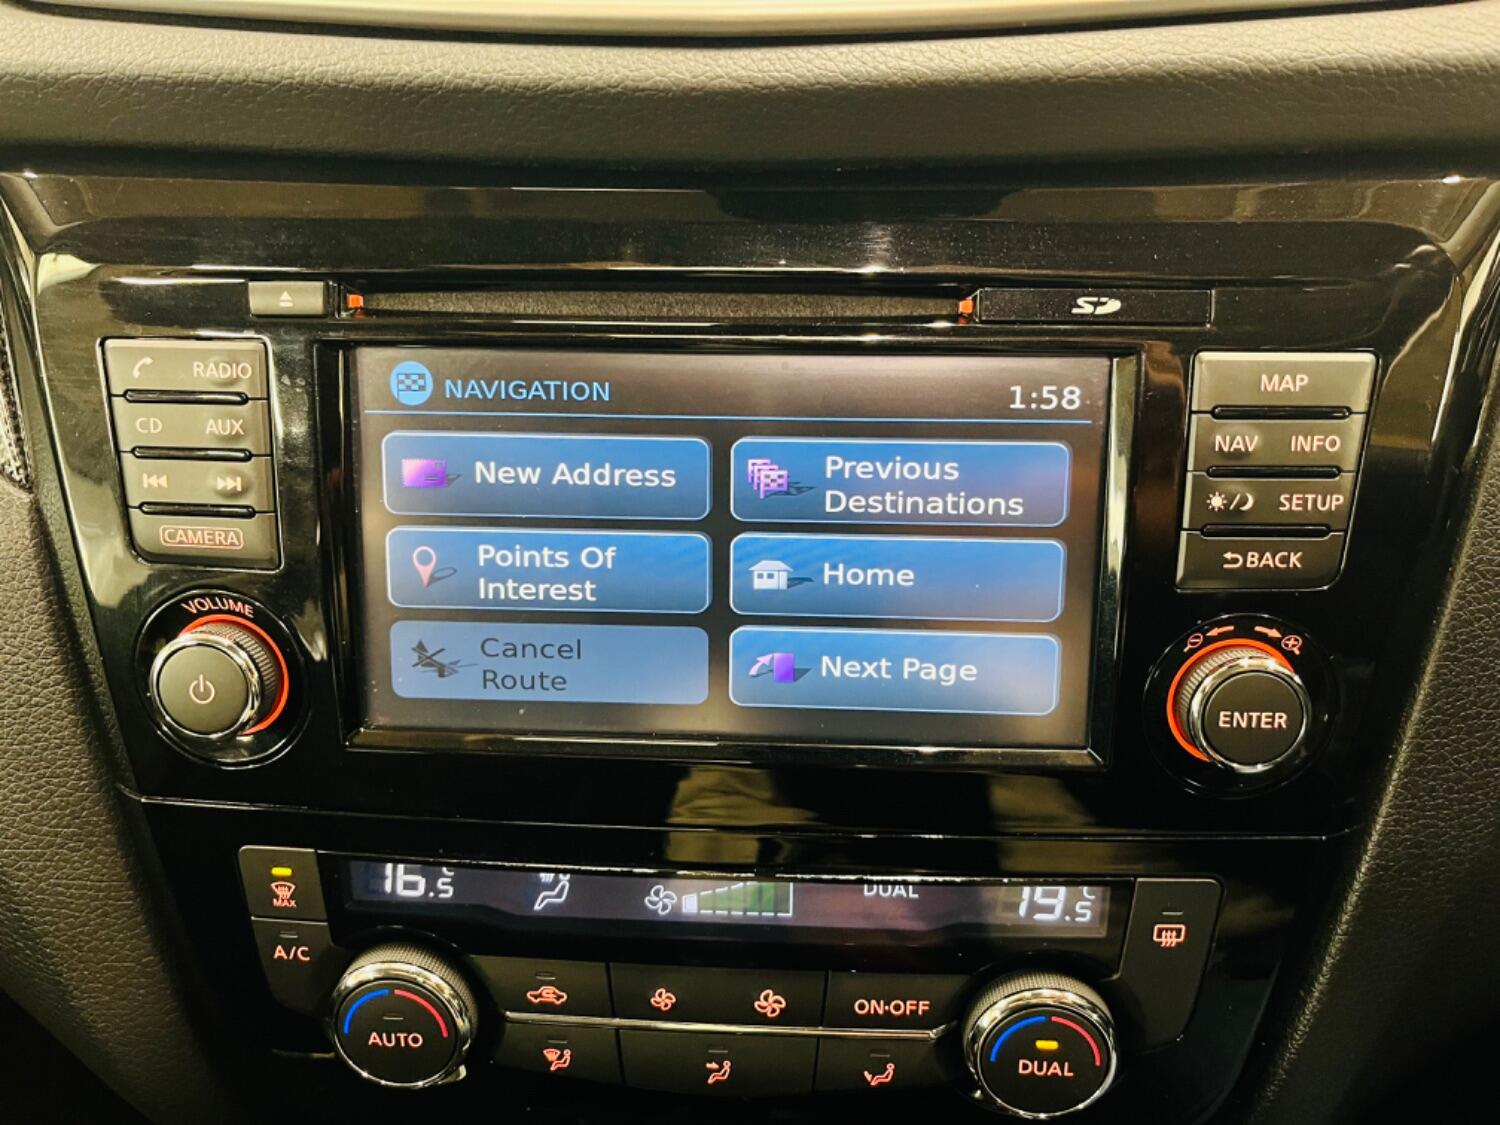 SD
RADIO
CD AUX
CAMERA
VOLUME
NAVIGATION 1:58
New Address
Previous
Destinations
Points Of
Interest
Home
Cancel
Route
Next Page
MAP
NAV INFO
SETUP
BACK
ENTER
MAX
A/C
16.5°C
DUAL
19.5°C
AUTO
ON·OFF
DUAL